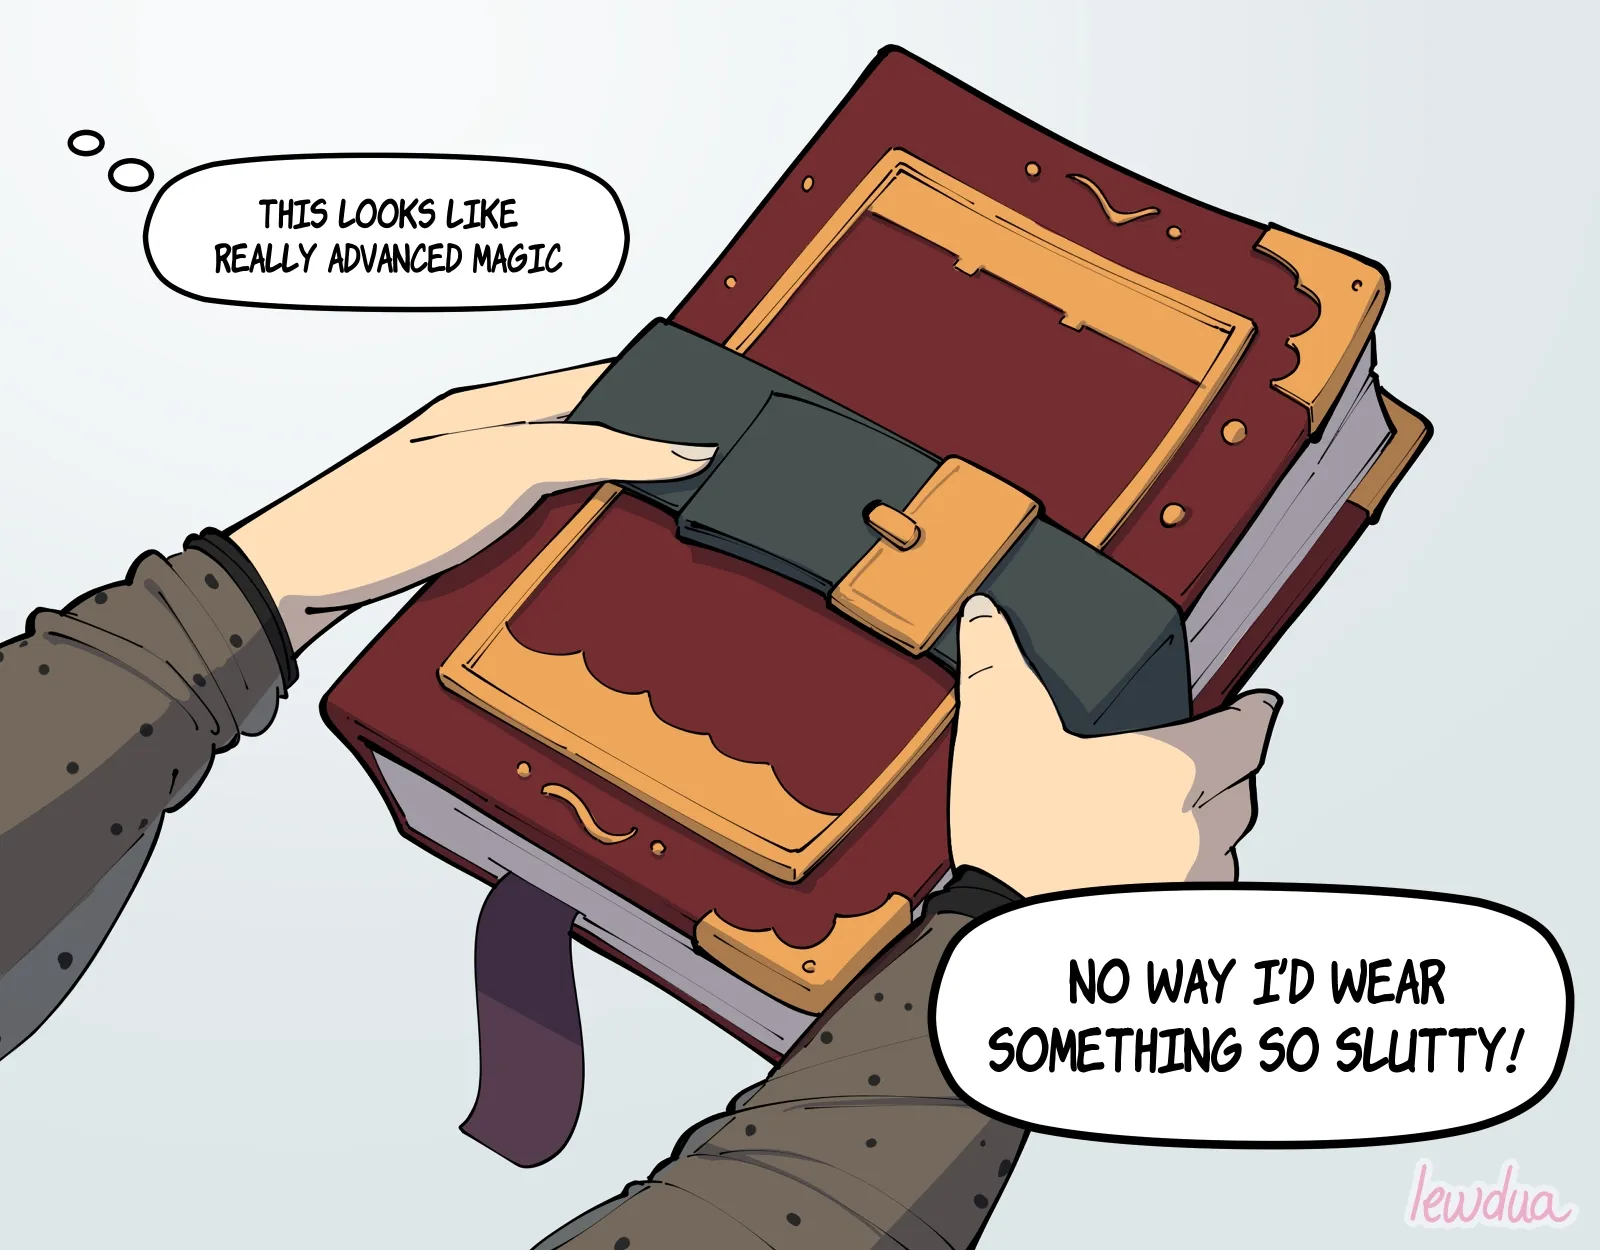 THIS LOOKS LIKE
REALLY ADVANCED MAGIC
NO WAY I'D WEAR
SOMETHING SO SLUTTY!
lewdua